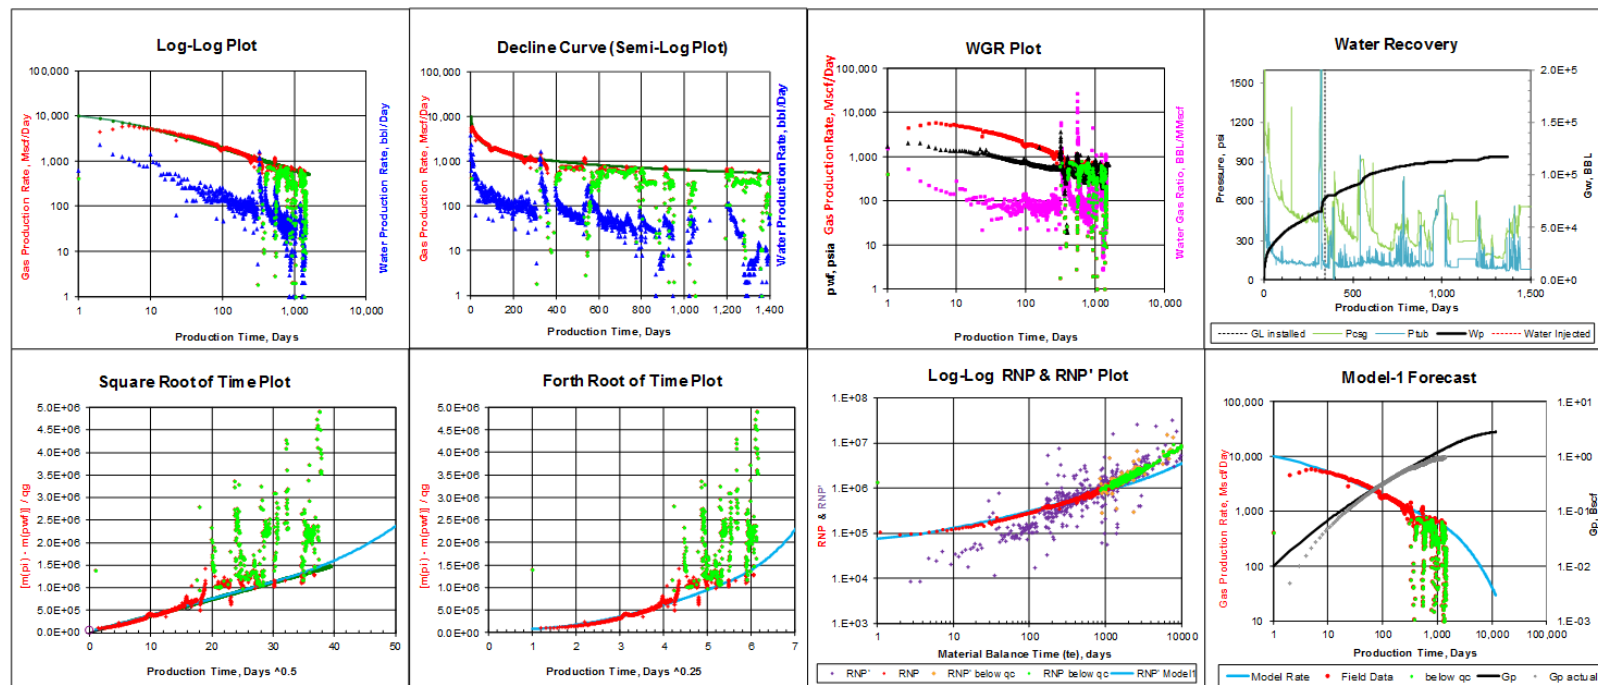 Log-Log Plot
100,000
10,000
1,000
100
10
1
1 10 100 1,000 10,000
Gas Production Rate, Mscf/Day
Water Production Rate, bbl/Day
Production Time, Days
Decline Curve (Semi-Log Plot)
100,000
10,000
1,000
100
10
1
0 200 400 600 800 1,000 1,200 1,400
Gas Production Rate, Mscf/Day
Water Production Rate, bbl/Day
Production Time, Days
WGR Plot
100,000
10,000
1,000
100
10
1
1 10 100 1,000 10,000
pwf, psia Gas Production Rate, Mscf/Day
Water Gas Ratio, BBL/MMscf
Production Time, Days
Water Recovery
1500
1200
900
600
300
0
2.0E+5
1.5E+5
1.0E+5
5.0E+4
0.0E+0
0 500 1,000 1,500
Pressure, psi
Gw, BBL
Production Time, Days
GL installed Pcsg Ptub Wp Water Injected
Square Root of Time Plot
5.0E+06
4.5E+06
4.0E+06
3.5E+06
3.0E+06
2.5E+06
2.0E+06
1.5E+06
1.0E+06
5.0E+05
0.0E+00
0 10 20 30 40 50
[m(pi) - m(pwf)] / qg
Production Time, Days ^0.5
Forth Root of Time Plot
5.0E+06
4.5E+06
4.0E+06
3.5E+06
3.0E+06
2.5E+06
2.0E+06
1.5E+06
1.0E+06
5.0E+05
0.0E+00
0 1 2 3 4 5 6 7
[m(pi) - m(pwf)] / qg
Production Time, Days ^0.25
Log-Log RNP & RNP' Plot
1.E+08
1.E+07
1.E+06
1.E+05
1.E+04
1.E+03
1 10 100 1000 10000
RNP & RNP'
Material Balance Time (te), days
RNP' RNP RNP' below qc RNP below qc RNP' Model1
Model-1 Forecast
100,000
10,000
1,000
100
10
1.E+01
1.E+00
1.E-01
1.E-02
1.E-03
1 10 100 1,000 10,000 100,000
Gas Production Rate, Mscf/Day
Gp, Bscf
Production Time, Days
Model Rate Field Data below qc Gp Gp actual